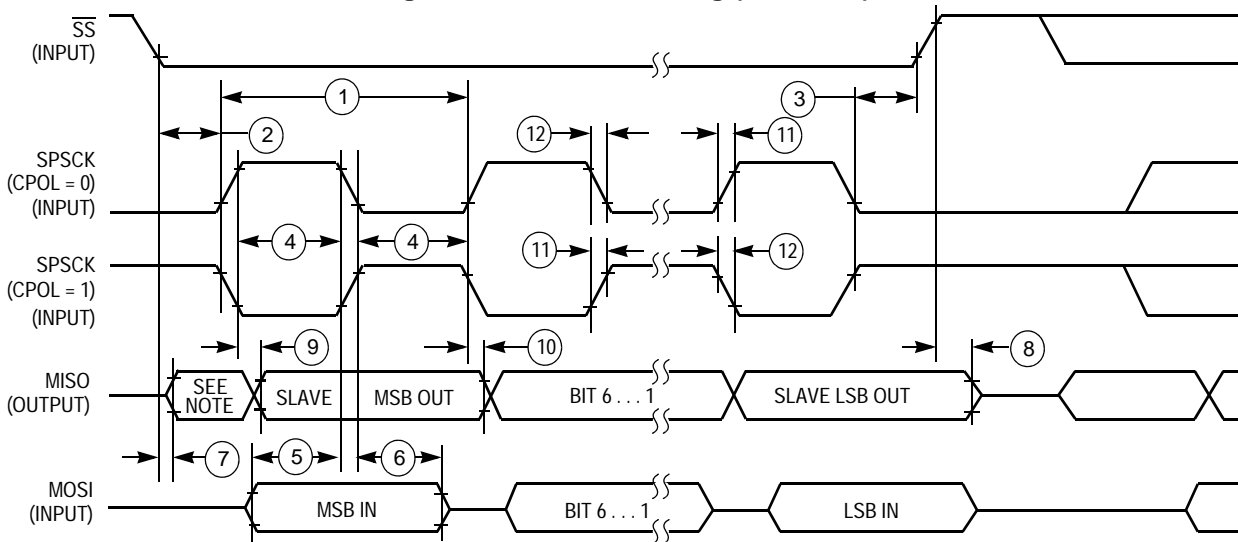 SS
(INPUT)
1
3
2
12
11
SPSCK
(CPOL = 0)
(INPUT)
4
4
11
12
SPSCK
(CPOL = 1)
(INPUT)
9
10
8
MISO
(OUTPUT)
SEE
NOTE
SLAVE
MSB OUT
BIT 6 . . . 1
SLAVE LSB OUT
7
5
6
MOSI
(INPUT)
MSB IN
BIT 6 . . . 1
LSB IN